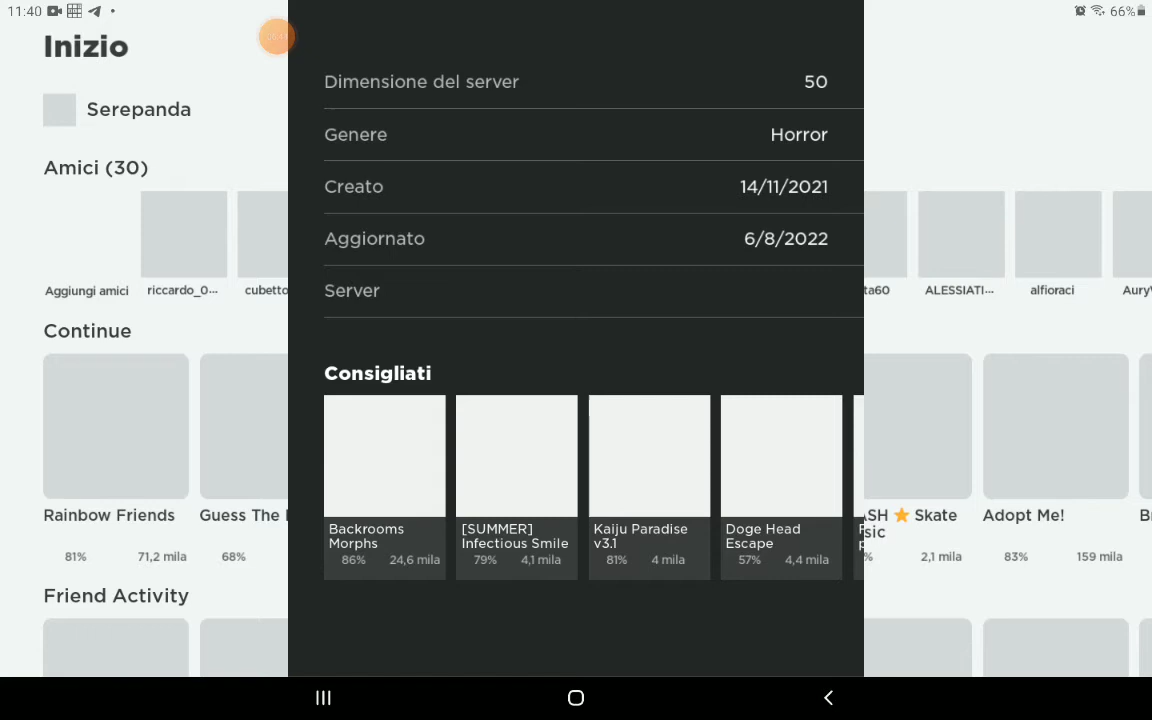 11:40
66%
Inizio
Serepanda
Amici (30)
Aggiungi amici
riccardo_0...
cubetto
ta60
ALESSIATI...
alfioraci
Continue
Rainbow Friends
81%
71,2 mila
Guess The
68%
ASH ⭐ Skate
sic
2,1 mila
Adopt Me!
83%
159 mila
Friend Activity
Dimensione del server 50
Genere Horror
Creato 14/11/2021
Aggiornato 6/8/2022
Server
Consigliati
Backrooms
Morphs
86% 24,6 mila
[SUMMER]
Infectious Smile
79% 4,1 mila
Kaiju Paradise
v3.1
81% 4 mila
Doge Head
Escape
57% 4,4 mila